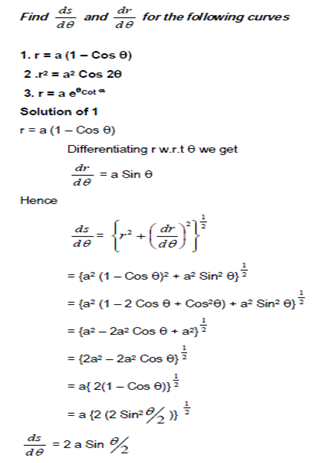 Find ds/dθ and dr/dθ for the following curves
1. r = a (1 – Cos θ)
2 .r² = a² Cos 2θ
3. r = a e^θCot ∝
Solution of 1
r = a (1 – Cos θ)
Differentiating r w.r.t θ we get
dr/dθ = a Sin θ
Hence
ds/dθ = {r² + (dr/dθ)²}^1/2
= {a² (1 – Cos θ)² + a² Sin² θ}^1/2
= {a² (1 – 2 Cos θ + Cos²θ) + a² Sin² θ}^1/2
= {a² – 2a² Cos θ + a²}^1/2
= {2a² – 2a² Cos θ}^1/2
= a{ 2(1 – Cos θ)}^1/2
= a {2 (2 Sin² θ/2 )}^1/2
ds/dθ = 2 a Sin θ/2